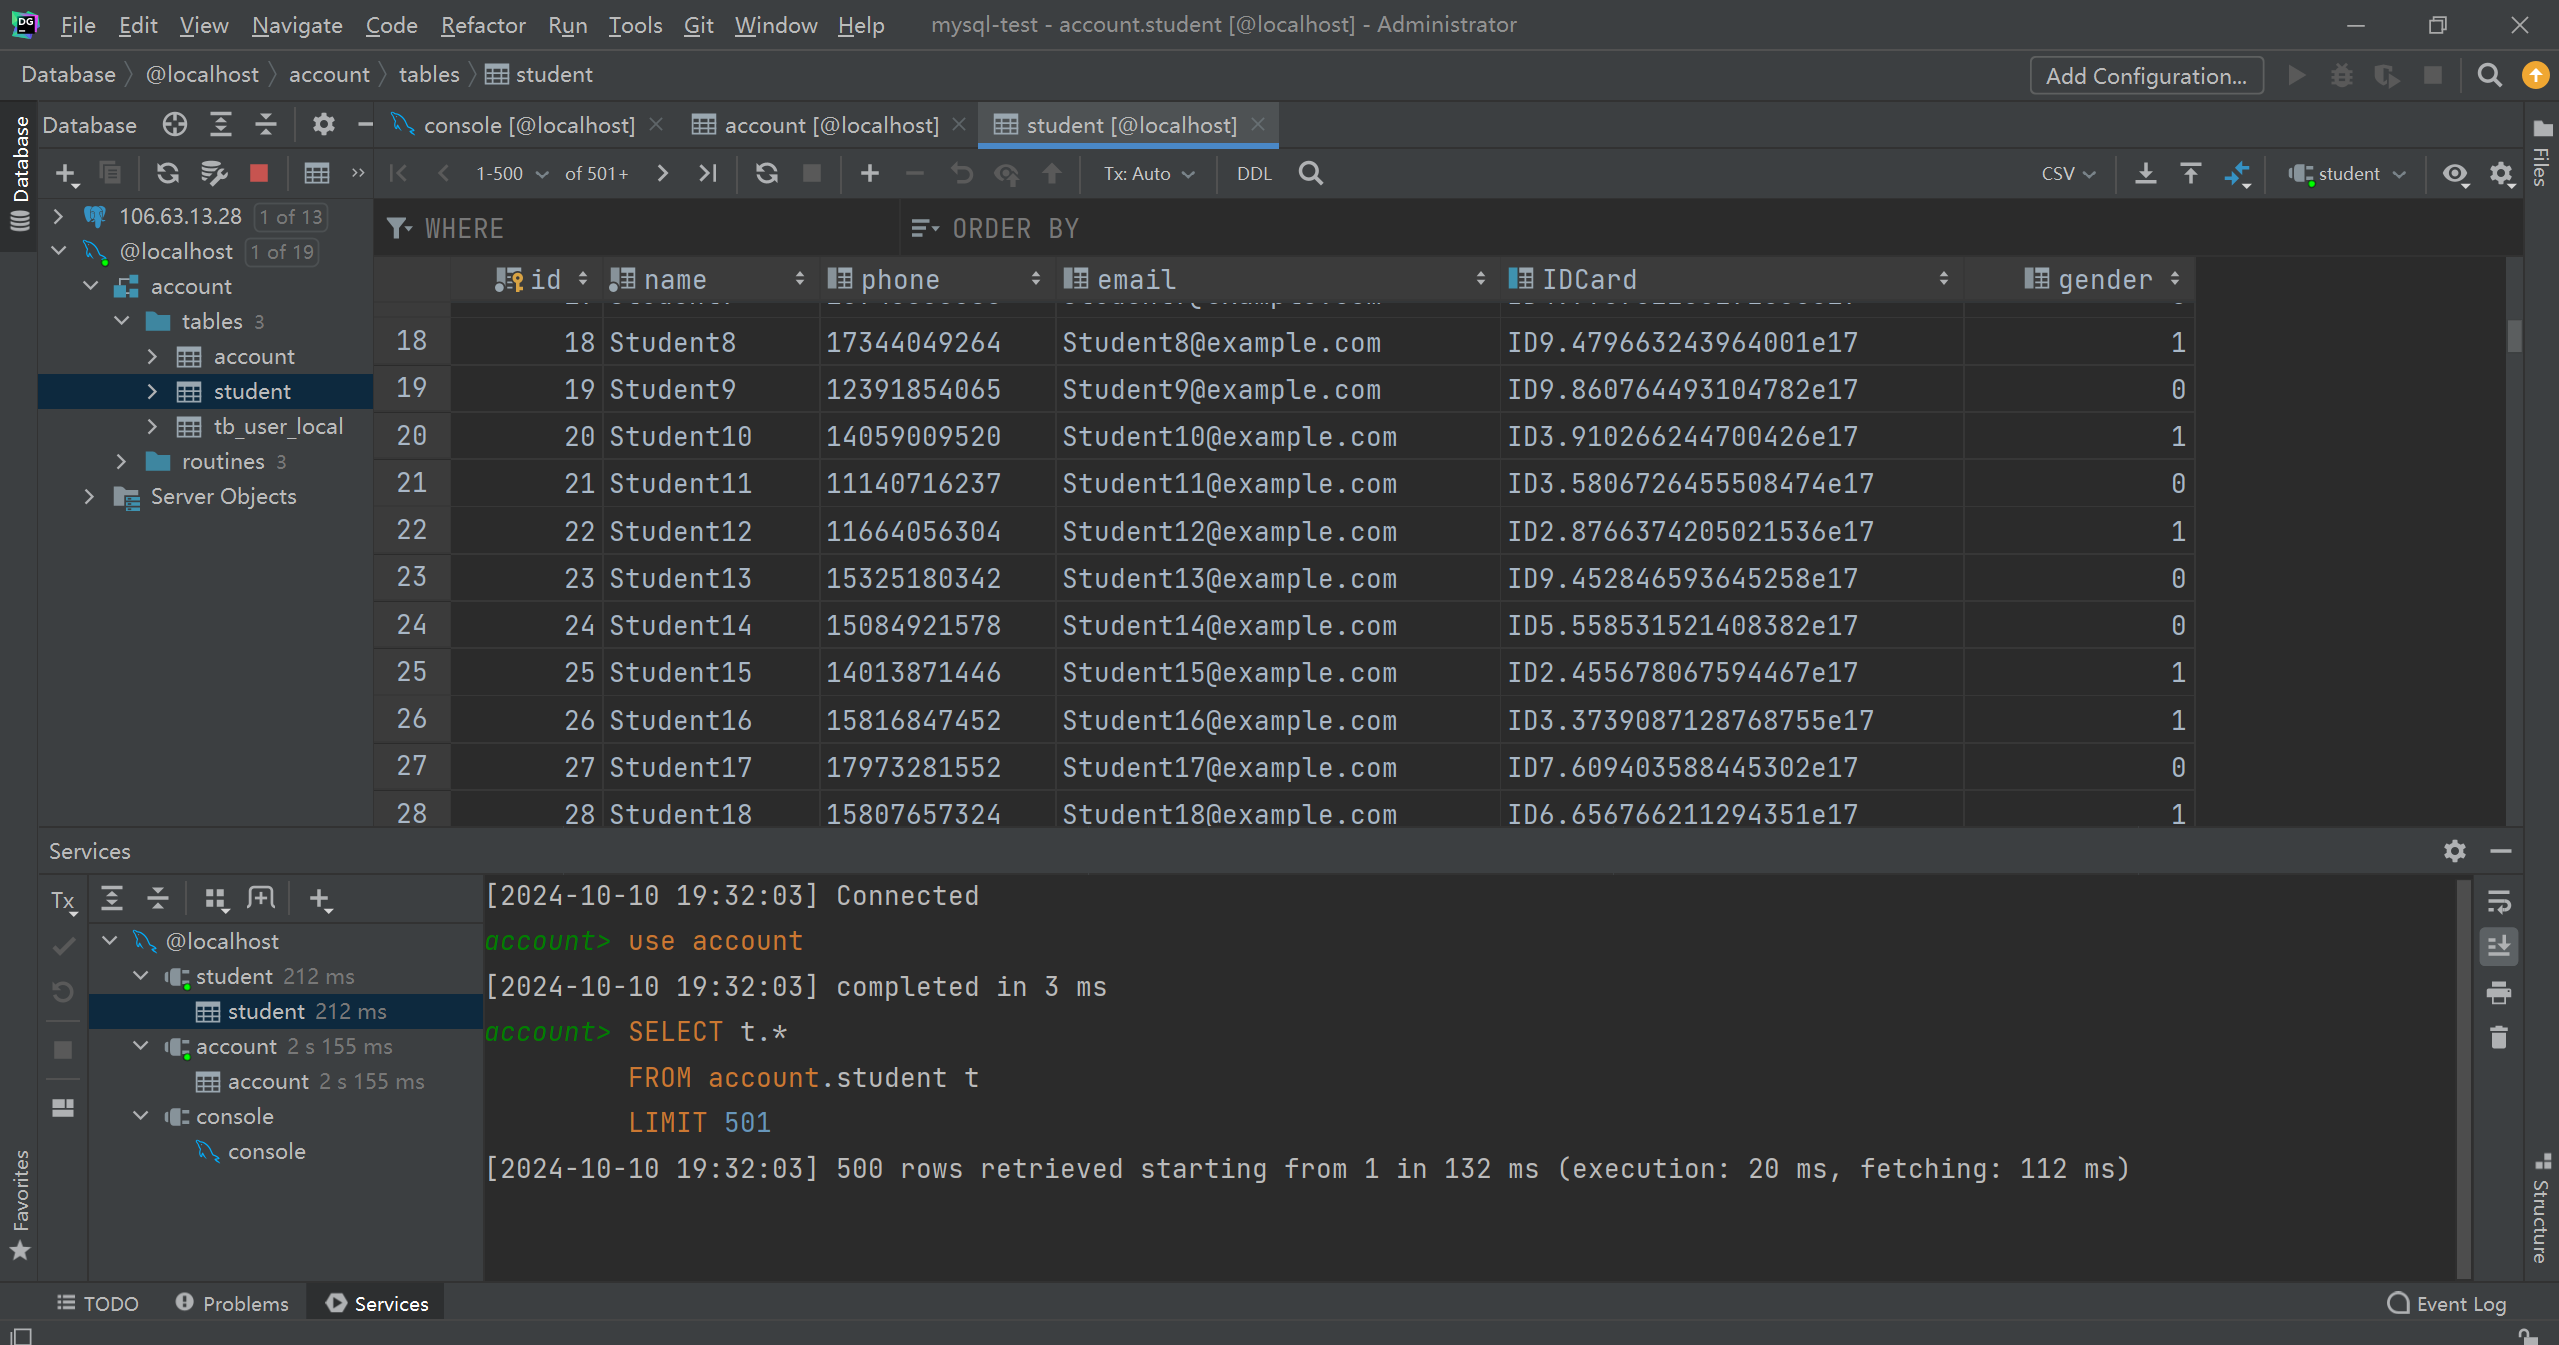 DG File Edit View Navigate Code Refactor Run Tools Git Window Help mysql-test - account.student [@localhost] - Administrator
Database @localhost account tables student Add Configuration...
Database console [@localhost] account [@localhost] student [@localhost]
1-500 of 501+ Tx: Auto DDL CSV student
Database
Files
106.63.13.28 1 of 13
@localhost 1 of 19
account
tables 3
account
student
tb_user_local
routines 3
Server Objects
WHERE ORDER BY
id name phone email IDCard gender
18 18 Student8 17344049264 Student8@example.com ID9.479663243964001e17 1
19 19 Student9 12391854065 Student9@example.com ID9.860764493104782e17 0
20 20 Student10 14059009520 Student10@example.com ID3.910266244700426e17 1
21 21 Student11 11140716237 Student11@example.com ID3.5806726455508474e17 0
22 22 Student12 11664056304 Student12@example.com ID2.8766374205021536e17 1
23 23 Student13 15325180342 Student13@example.com ID9.452846593645258e17 0
24 24 Student14 15084921578 Student14@example.com ID5.558531521408382e17 0
25 25 Student15 14013871446 Student15@example.com ID2.455678067594467e17 1
26 26 Student16 15816847452 Student16@example.com ID3.3739087128768755e17 1
27 27 Student17 17973281552 Student17@example.com ID7.609403588445302e17 0
28 28 Student18 15807657324 Student18@example.com ID6.656766211294351e17 1
Services
Tx
@localhost
student 212 ms
student 212 ms
account 2 s 155 ms
account 2 s 155 ms
console
console
[2024-10-10 19:32:03] Connected
account> use account
[2024-10-10 19:32:03] completed in 3 ms
account> SELECT t.*
FROM account.student t
LIMIT 501
[2024-10-10 19:32:03] 500 rows retrieved starting from 1 in 132 ms (execution: 20 ms, fetching: 112 ms)
Favorites
Structure
TODO Problems Services Event Log